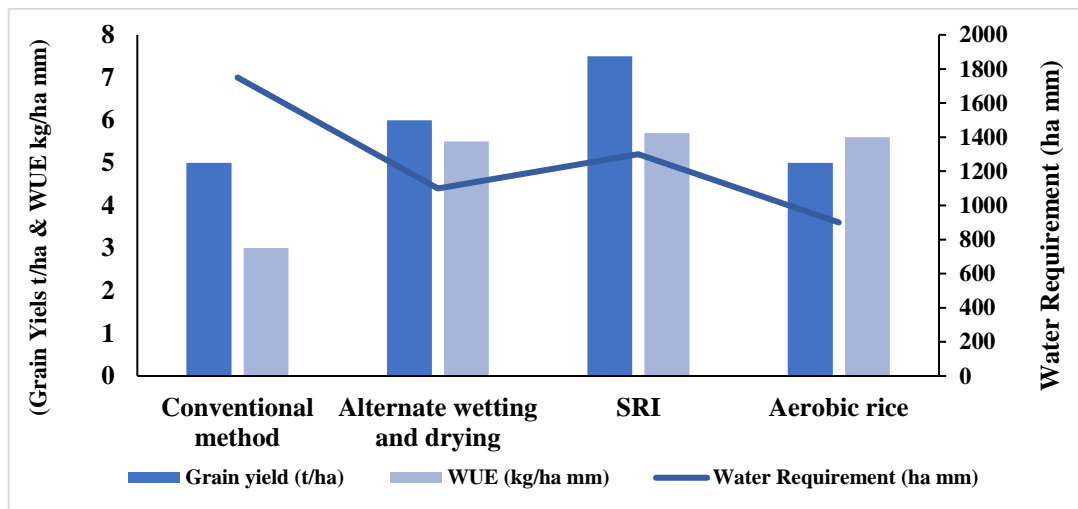 (Grain Yiels t/ha & WUE kg/ha mm)
8
7
6
5
4
3
2
1
0
2000
1800
1600
1400
1200
1000
800
600
400
200
0
Water Requirement (ha mm)
Conventional
method
Alternate wetting
and drying
SRI
Aerobic rice
Grain yield (t/ha)
WUE (kg/ha mm)
Water Requirement (ha mm)